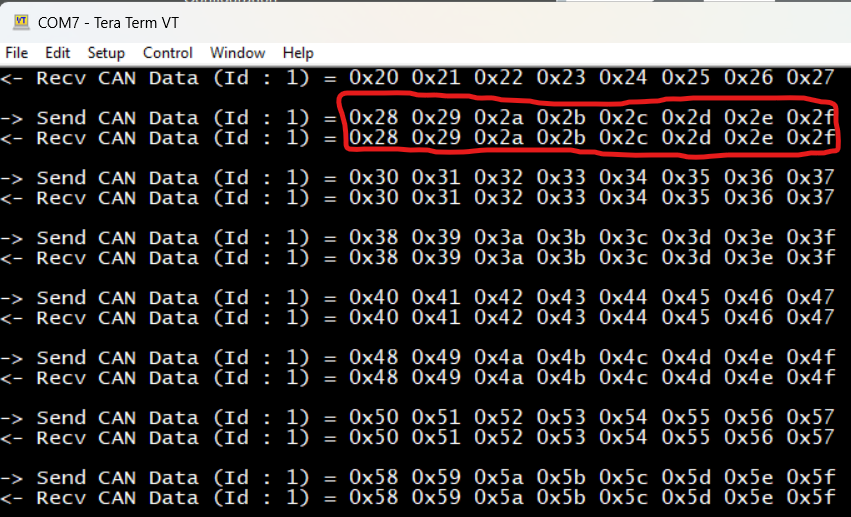 COM7 - Tera Term VT
File Edit Setup Control Window Help
<- Recv CAN Data (Id : 1) = 0x20 0x21 0x22 0x23 0x24 0x25 0x26 0x27
-> Send CAN Data (Id : 1) = 0x28 0x29 0x2a 0x2b 0x2c 0x2d 0x2e 0x2f
<- Recv CAN Data (Id : 1) = 0x28 0x29 0x2a 0x2b 0x2c 0x2d 0x2e 0x2f
-> Send CAN Data (Id : 1) = 0x30 0x31 0x32 0x33 0x34 0x35 0x36 0x37
<- Recv CAN Data (Id : 1) = 0x30 0x31 0x32 0x33 0x34 0x35 0x36 0x37
-> Send CAN Data (Id : 1) = 0x38 0x39 0x3a 0x3b 0x3c 0x3d 0x3e 0x3f
<- Recv CAN Data (Id : 1) = 0x38 0x39 0x3a 0x3b 0x3c 0x3d 0x3e 0x3f
-> Send CAN Data (Id : 1) = 0x40 0x41 0x42 0x43 0x44 0x45 0x46 0x47
<- Recv CAN Data (Id : 1) = 0x40 0x41 0x42 0x43 0x44 0x45 0x46 0x47
-> Send CAN Data (Id : 1) = 0x48 0x49 0x4a 0x4b 0x4c 0x4d 0x4e 0x4f
<- Recv CAN Data (Id : 1) = 0x48 0x49 0x4a 0x4b 0x4c 0x4d 0x4e 0x4f
-> Send CAN Data (Id : 1) = 0x50 0x51 0x52 0x53 0x54 0x55 0x56 0x57
<- Recv CAN Data (Id : 1) = 0x50 0x51 0x52 0x53 0x54 0x55 0x56 0x57
-> Send CAN Data (Id : 1) = 0x58 0x59 0x5a 0x5b 0x5c 0x5d 0x5e 0x5f
<- Recv CAN Data (Id : 1) = 0x58 0x59 0x5a 0x5b 0x5c 0x5d 0x5e 0x5f